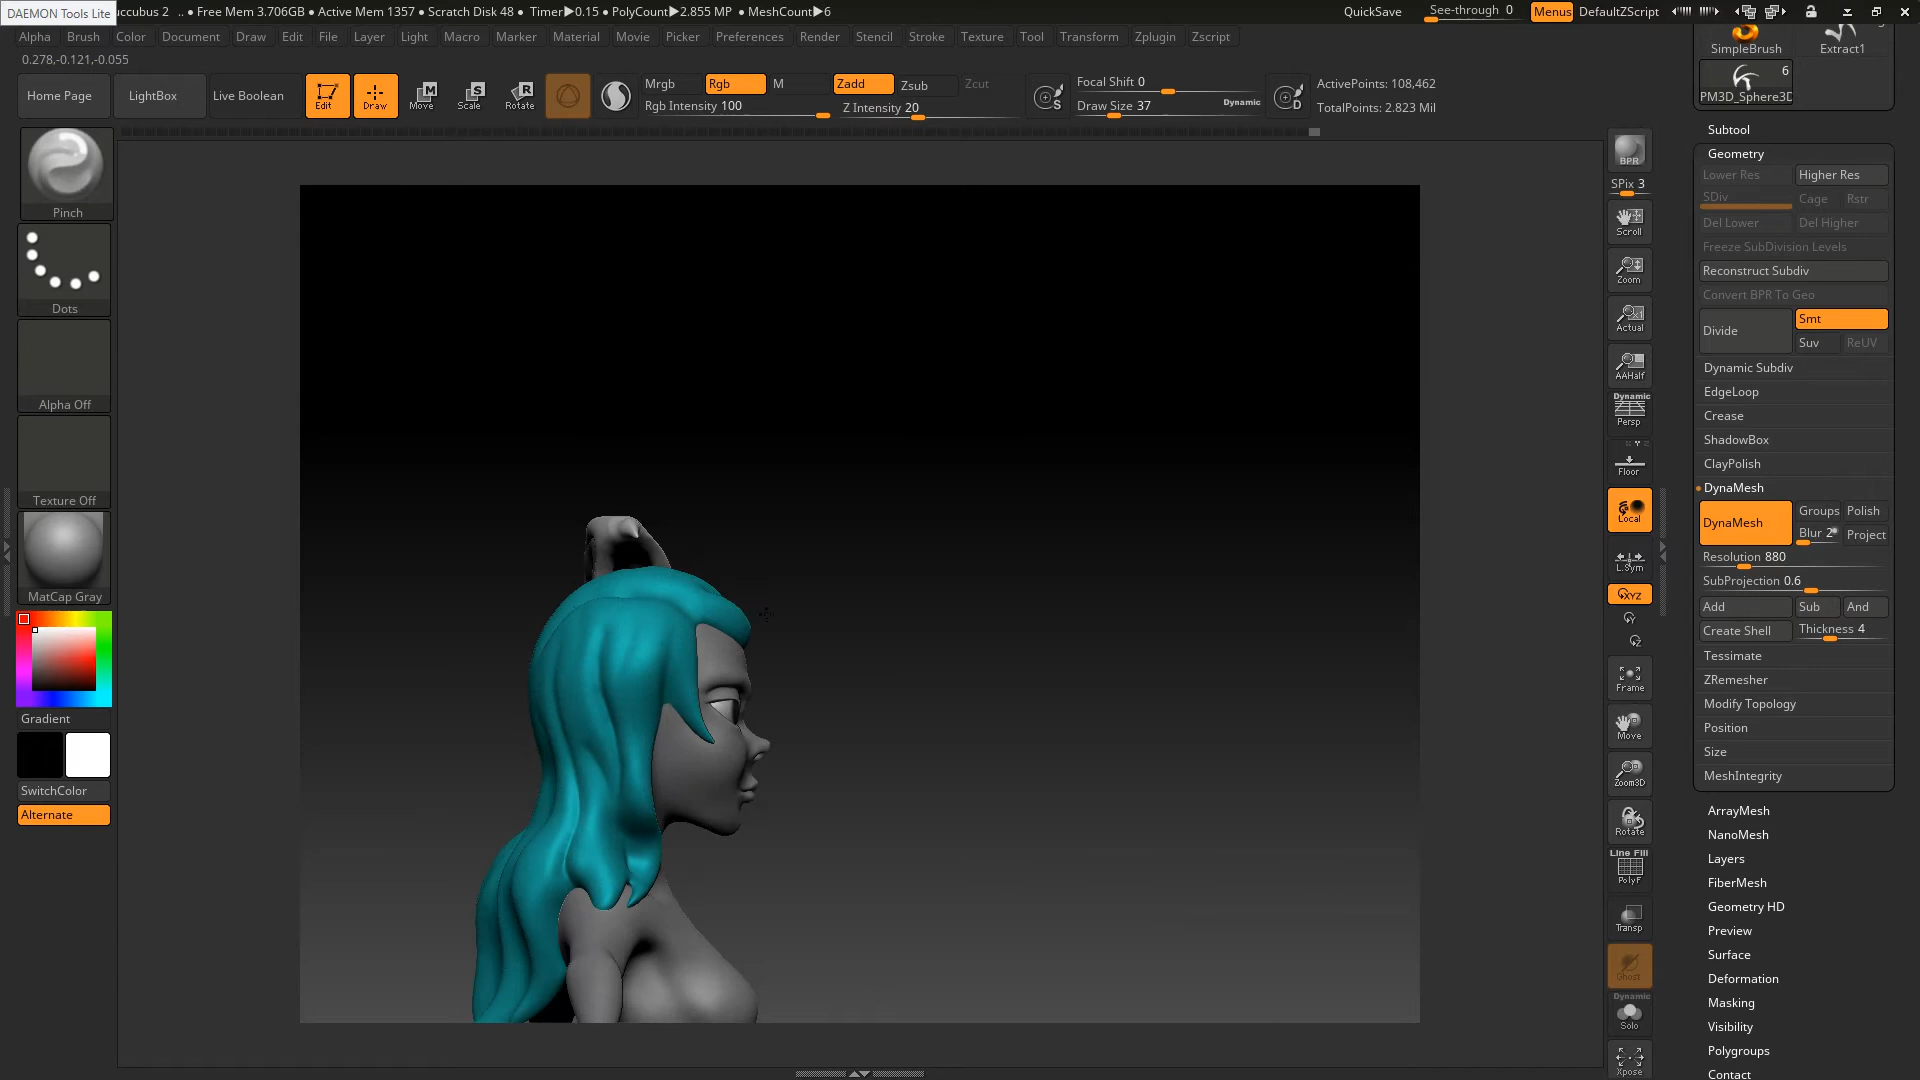 DAEMON Tools Lite
ccubus 2 .. ● Free Mem 3.706GB ● Active Mem 1357 ● Scratch Disk 48 ● Timer▶0.15 ● PolyCount▶2.855 MP ● MeshCount▶6
QuickSave See-through 0 Menus DefaultZScript
Alpha Brush Color Document Draw Edit File Layer Light Macro Marker Material Movie Picker Preferences Render Stencil Stroke Texture Tool Transform Zplugin Zscript
0.278,-0.121,-0.055
Home Page LightBox Live Boolean
Edit Draw Move Scale Rotate
Mrgb Rgb M Zadd Zsub Zcut
Rgb Intensity 100 Z Intensity 20
S
Focal Shift 0
Draw Size 37 Dynamic
D
ActivePoints: 108,462
TotalPoints: 2.823 Mil
Pinch
Dots
Alpha Off
Texture Off
MatCap Gray
Gradient
SwitchColor
Alternate
BPR
SPix 3
Scroll
Zoom
Actual
AAHalf
Dynamic
Persp
Floor
Local
L.Sym
XYZ
Y
Z
Frame
Move
Zoom3D
Rotate
Line Fill
PolyF
Transp
Ghost
Dynamic
Solo
Xpose
SimpleBrush Extract1
6
PM3D_Sphere3D
Subtool
Geometry
Lower Res Higher Res
SDiv Cage Rstr
Del Lower Del Higher
Freeze SubDivision Levels
Reconstruct Subdiv
Convert BPR To Geo
Divide Smt
Suv ReUV
Dynamic Subdiv
EdgeLoop
Crease
ShadowBox
ClayPolish
DynaMesh
DynaMesh Groups Polish
Blur 2 Project
Resolution 880
SubProjection 0.6
Add Sub And
Create Shell Thickness 4
Tessimate
ZRemesher
Modify Topology
Position
Size
MeshIntegrity
ArrayMesh
NanoMesh
Layers
FiberMesh
Geometry HD
Preview
Surface
Deformation
Masking
Visibility
Polygroups
Contact